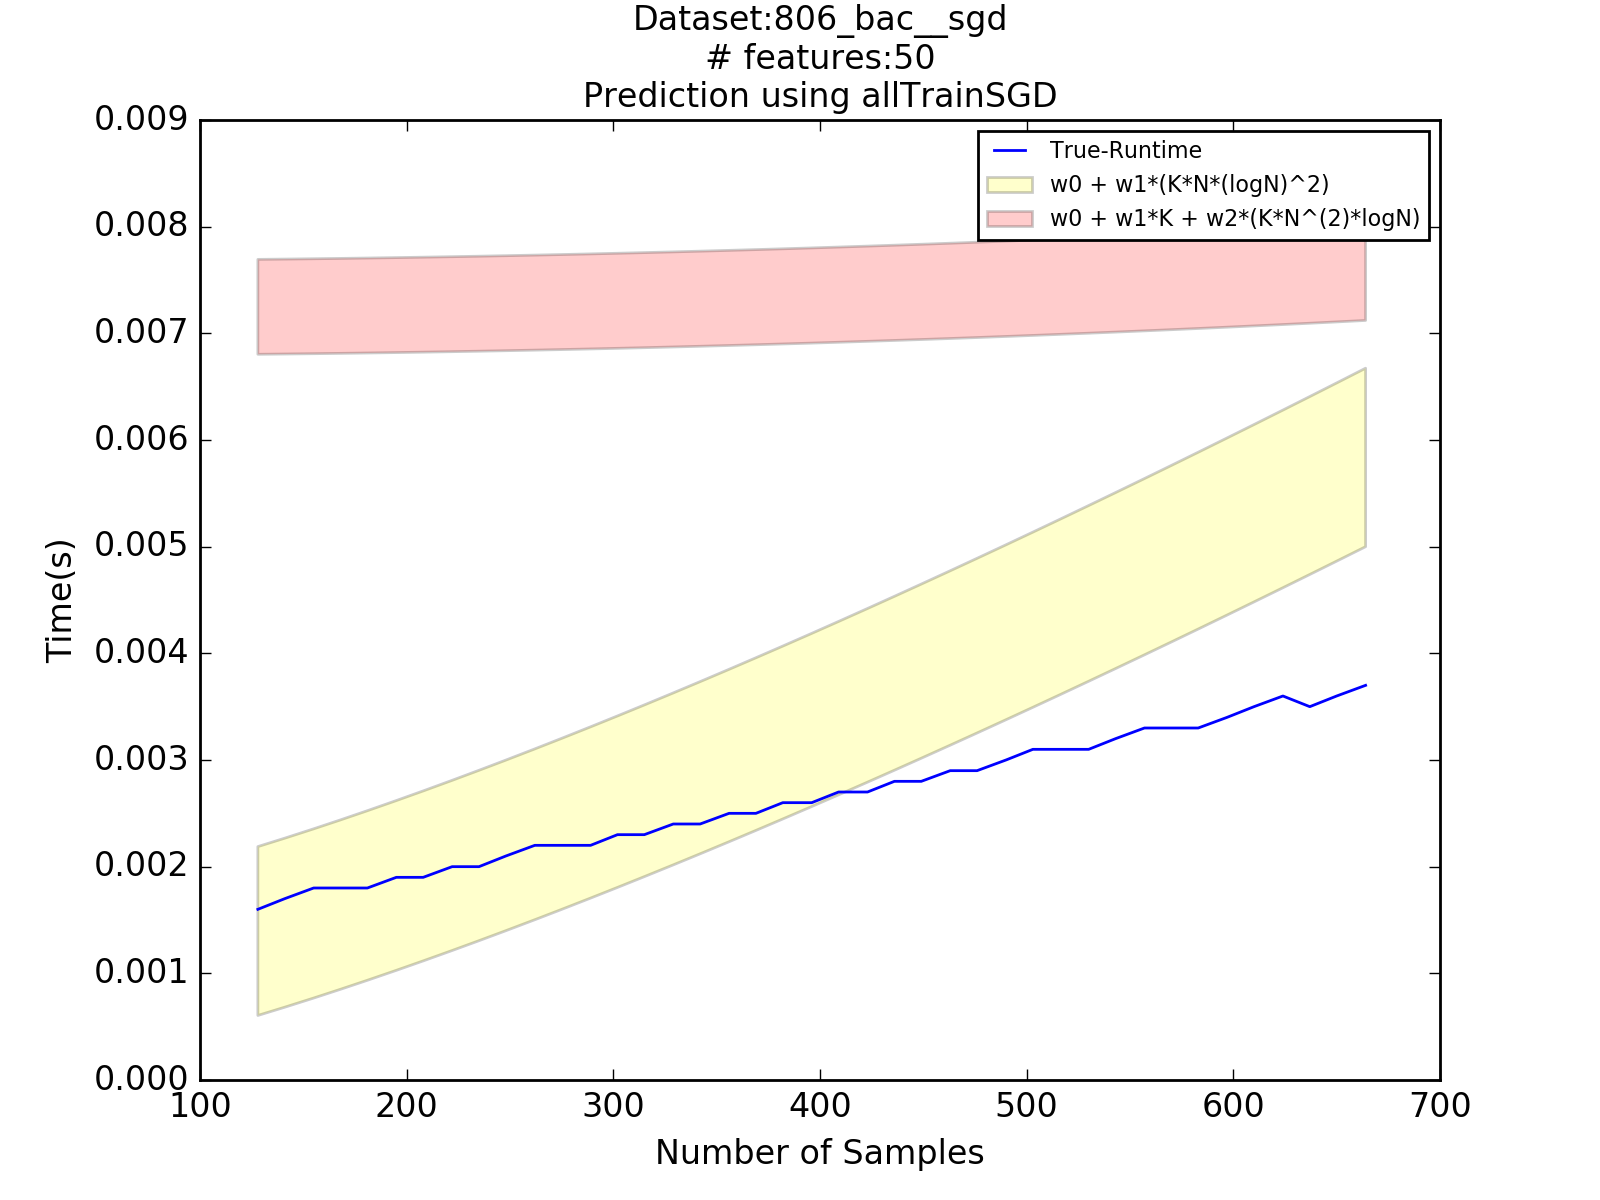 Dataset:806_bac__sgd
# features:50
Prediction using allTrainSGD
True-Runtime
w0 + w1*(K*N*(logN)^2)
w0 + w1*K + w2*(K*N^(2)*logN)
0.009
0.008
0.007
0.006
0.005
0.004
0.003
0.002
0.001
0.000
Time(s)
100 200 300 400 500 600 700
Number of Samples